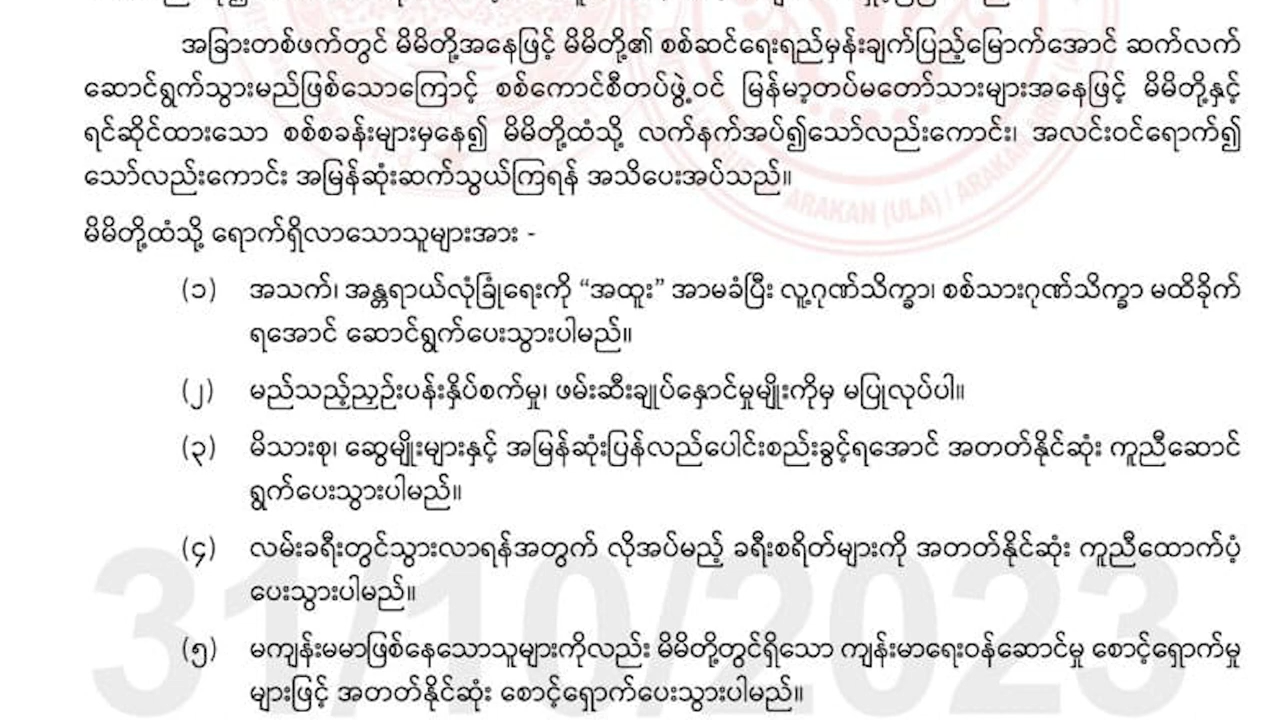 အခြားတစ်ဖက်တွင် မိမိတို့အနေဖြင့် မိမိတို့၏ စစ်ဆင်ရေးရည်မှန်းချက်ပြည့်မြောက်အောင် ဆက်လက်
ဆောင်ရွက်သွားမည်ဖြစ်သောကြောင့် စစ်ကောင်စီတပ်ဖွဲ့ဝင် မြန်မာ့တပ်မတော်သားများအနေဖြင့် မိမိတို့နှင့်
ရင်ဆိုင်ထားသော စစ်စခန်းများမှနေ၍ မိမိတို့ထံသို့ လက်နက်အပ်၍သော်လည်းကောင်း၊ အလင်းဝင်ရောက်၍
သော်လည်းကောင်း အမြန်ဆုံးဆက်သွယ်ကြရန် အသိပေးအပ်သည်။
ARAKAN (ULA) / ARAKAN
မိမိတို့ထံသို့ ရောက်ရှိလာသောသူများအား -
(၁) အသက်၊ အန္တရာယ်လုံခြုံရေးကို “အထူး” အာမခံပြီး လူ့ဂုဏ်သိက္ခာ၊ စစ်သားဂုဏ်သိက္ခာ မထိခိုက်
ရအောင် ဆောင်ရွက်ပေးသွားပါမည်။
(၂) မည်သည့်ညှဉ်းပန်းနှိပ်စက်မှု၊ ဖမ်းဆီးချုပ်နှောင်မှုမျိုးကိုမှ မပြုလုပ်ပါ။
(၃) မိသားစု၊ ဆွေမျိုးများနှင့် အမြန်ဆုံးပြန်လည်ပေါင်းစည်းခွင့်ရအောင် အတတ်နိုင်ဆုံး ကူညီဆောင်
ရွက်ပေးသွားပါမည်။
(၄) လမ်းခရီးတွင်သွားလာရန်အတွက် လိုအပ်မည့် ခရီးစရိတ်များကို အတတ်နိုင်ဆုံး ကူညီထောက်ပံ့
ပေးသွားပါမည်။
31/10/2023
(၅) မကျန်းမမာဖြစ်နေသောသူများကိုလည်း မိမိတို့တွင်ရှိသော ကျန်းမာရေးဝန်ဆောင်မှု စောင့်ရှောက်မှု
များဖြင့် အတတ်နိုင်ဆုံး စောင့်ရှောက်ပေးသွားပါမည်။